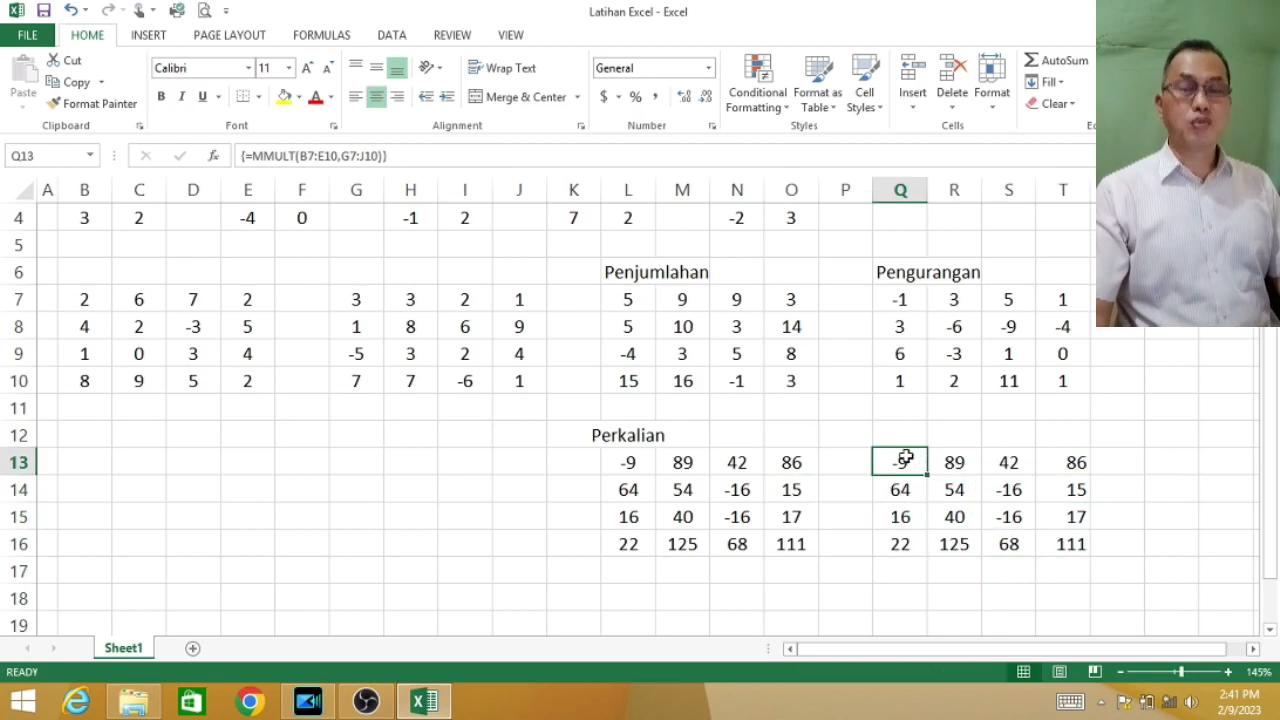 Latihan Excel - Excel
FILE HOME INSERT PAGE LAYOUT FORMULAS DATA REVIEW VIEW
Paste
Cut
Copy
Format Painter
Clipboard
Calibri 11
B I U
Font
Wrap Text
Merge & Center
Alignment
General
$ % ,
Number
Conditional Formatting
Format as Table
Cell Styles
Styles
Insert Delete Format
Cells
AutoSum
Fill
Clear
Q13 fx {=MMULT(B7:E10,G7:J10)}
A B C D E F G H I J K L M N O P Q R S T
4 3 2 -4 0 -1 2 7 2 -2 3
5
6 Penjumlahan Pengurangan
7 2 6 7 2 3 3 2 1 5 9 9 3 -1 3 5 1
8 4 2 -3 5 1 8 6 9 5 10 3 14 3 -6 -9 -4
9 1 0 3 4 -5 3 2 4 -4 3 5 8 6 -3 1 0
10 8 9 5 2 7 7 -6 1 15 16 -1 3 1 2 11 1
11
12 Perkalian
13 -9 89 42 86 -9 89 42 86
14 64 54 -16 15 64 54 -16 15
15 16 40 -16 17 16 40 -16 17
16 22 125 68 111 22 125 68 111
17
18
19
Sheet1
READY 145%
2:41 PM
2/9/2023